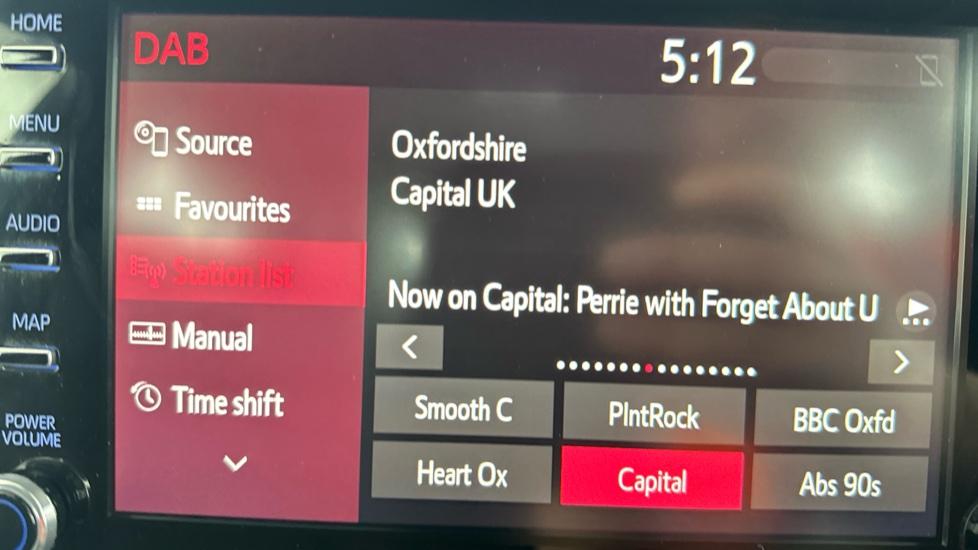 HOME
MENU
AUDIO
MAP
POWER
VOLUME
DAB
5:12
Source
Favourites
Station list
Manual
Time shift
Oxfordshire
Capital UK
Now on Capital: Perrie with Forget About U
Smooth C
PlntRock
BBC Oxfd
Heart Ox
Capital
Abs 90s